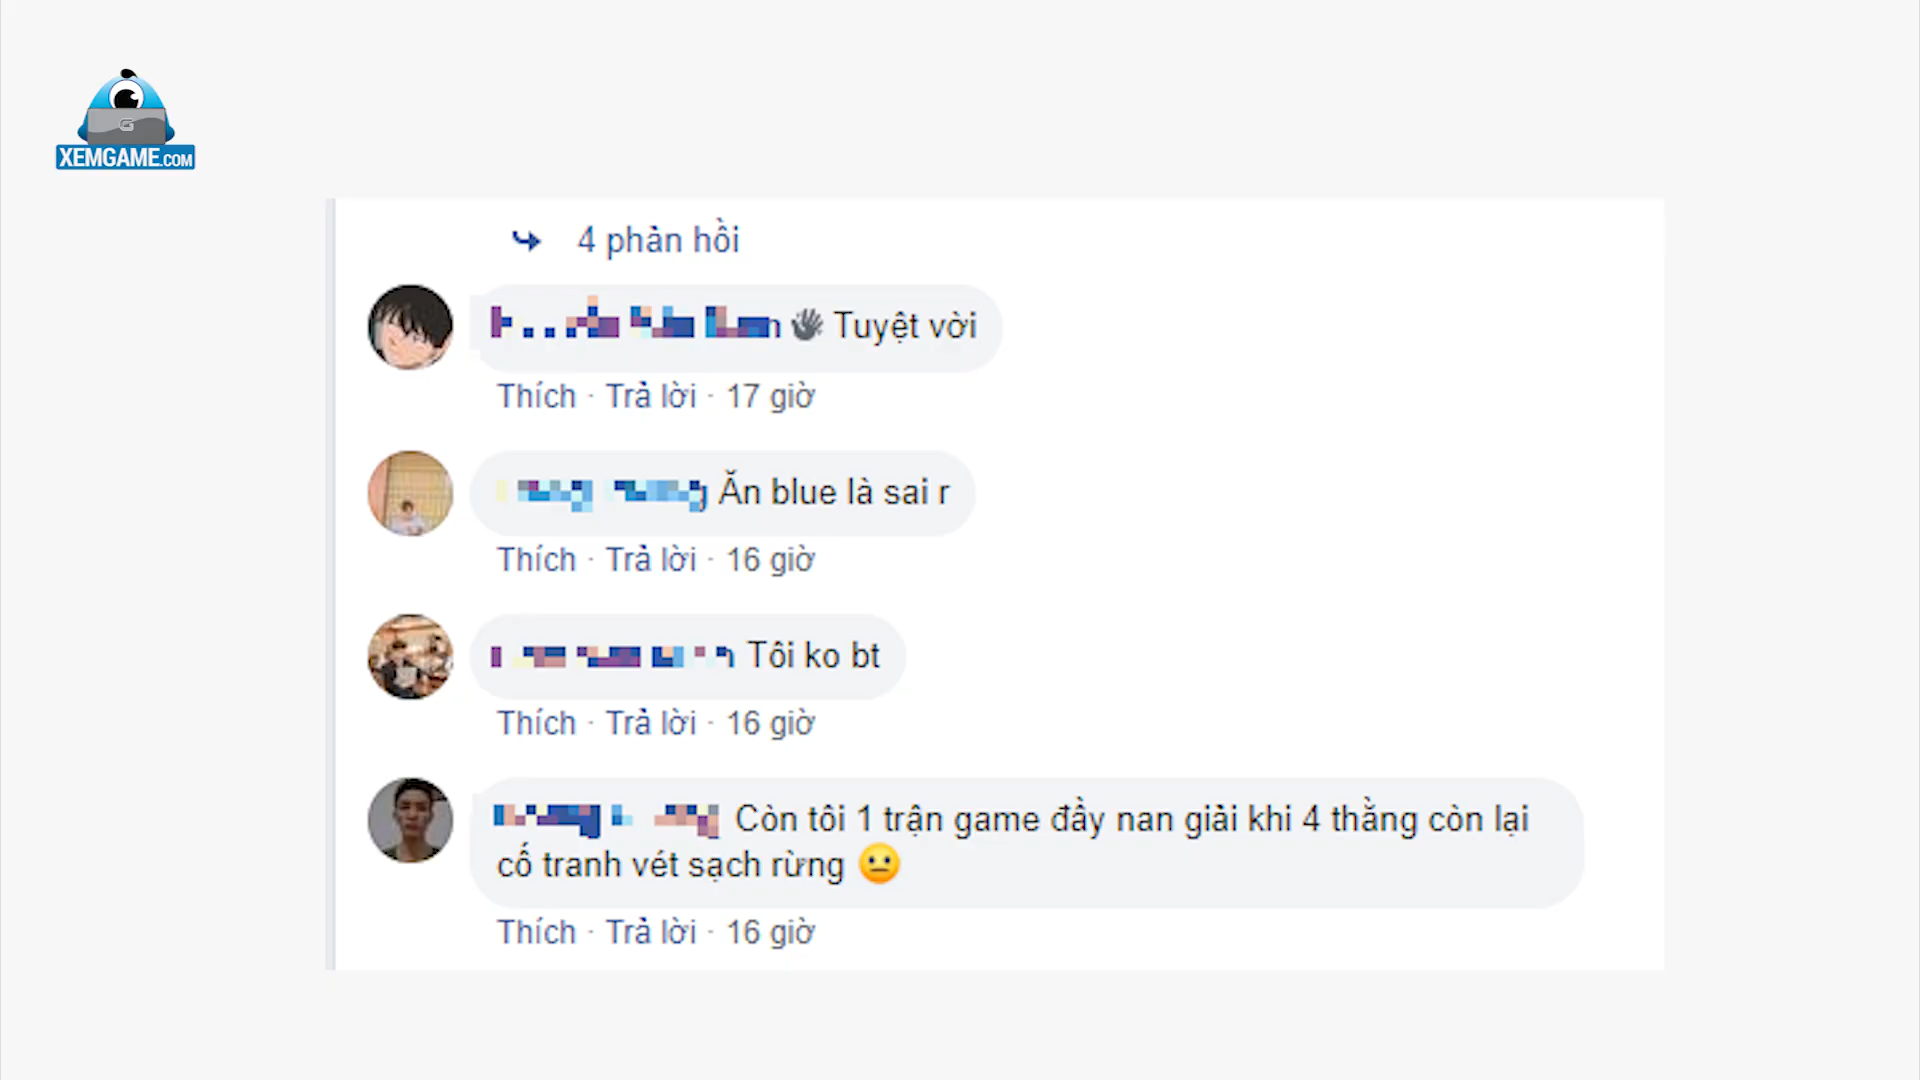 XEMGAME.COM
4 phản hồi
Tuyệt vời
Thích · Trả lời · 17 giờ
Ăn blue là sai r
Thích · Trả lời · 16 giờ
Tôi ko bt
Thích · Trả lời · 16 giờ
Còn tôi 1 trận game đầy nan giải khi 4 thằng còn lại
cố tranh vét sạch rừng 😐
Thích · Trả lời · 16 giờ